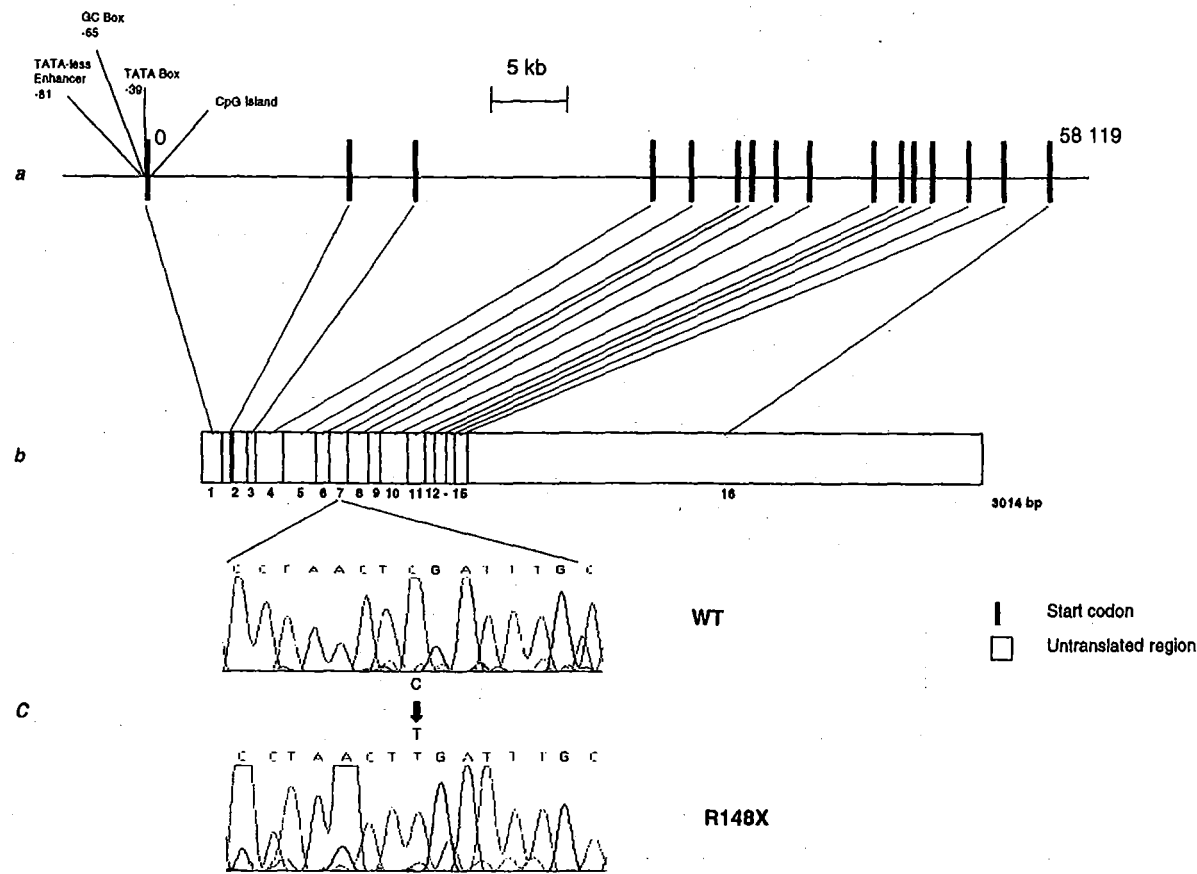 GC Box
-65
TATA-less
Enhancer
-81
TATA Box
-39
CpG Island
0
5 kb
58 119
a
b
1 2 3 4 5 6 7 8 9 10 11 12 - 15 16
3014 bp
C C T A A C T C G A T T T G C
WT
C
T
C
C C T A A C T T G A T T T G C
R148X
Start codon
Untranslated region